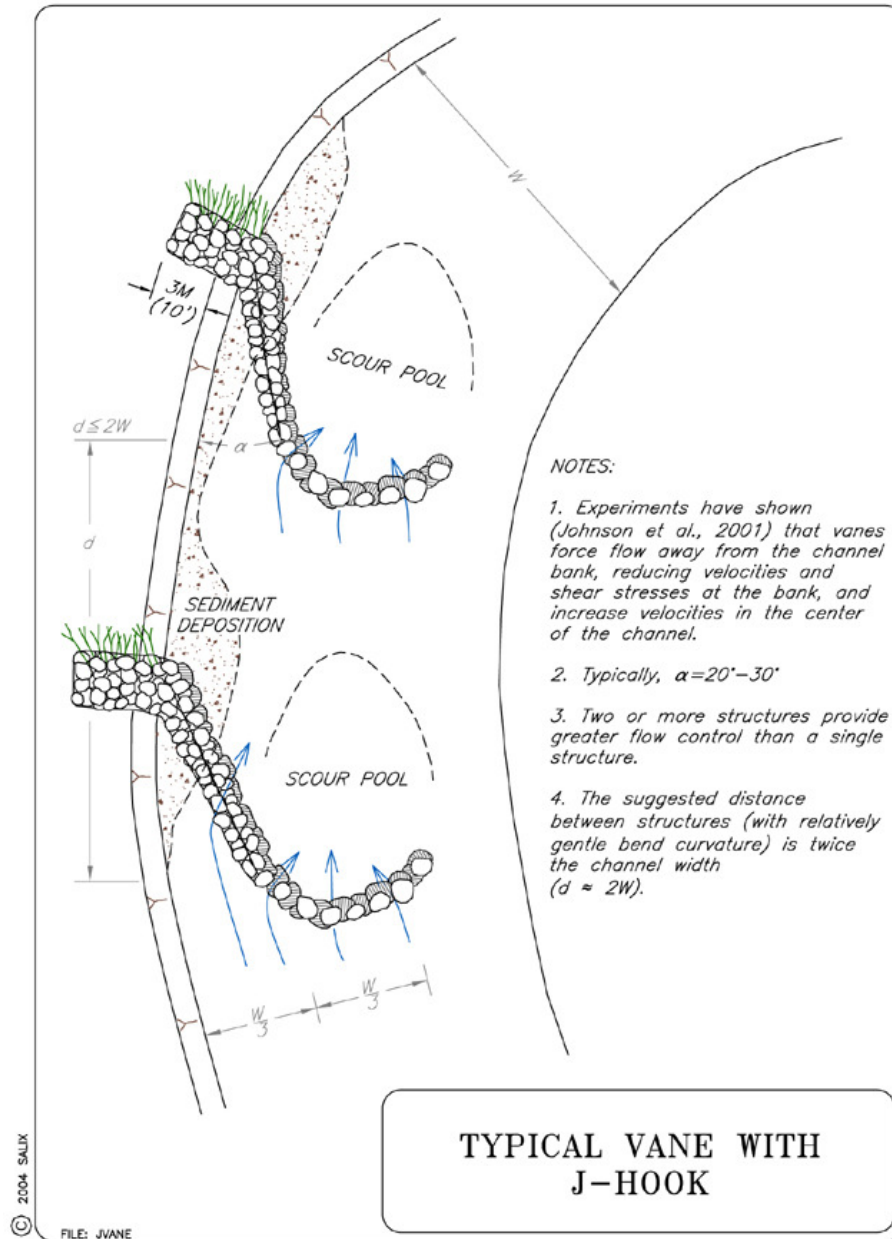 W
3M
(10')
SCOUR POOL
d≤2W
α
d
SEDIMENT
DEPOSITION
SCOUR POOL
W
3
W
3
NOTES:
1. Experiments have shown
(Johnson et al., 2001) that vanes
force flow away from the channel
bank, reducing velocities and
shear stresses at the bank, and
increase velocities in the center
of the channel.
2. Typically, α=20°-30°
3. Two or more structures provide
greater flow control than a single
structure.
4. The suggested distance
between structures (with relatively
gentle bend curvature) is twice
the channel width
(d ≈ 2W).
TYPICAL VANE WITH
J-HOOK
© 2004 SALIX
FILE: JVANE